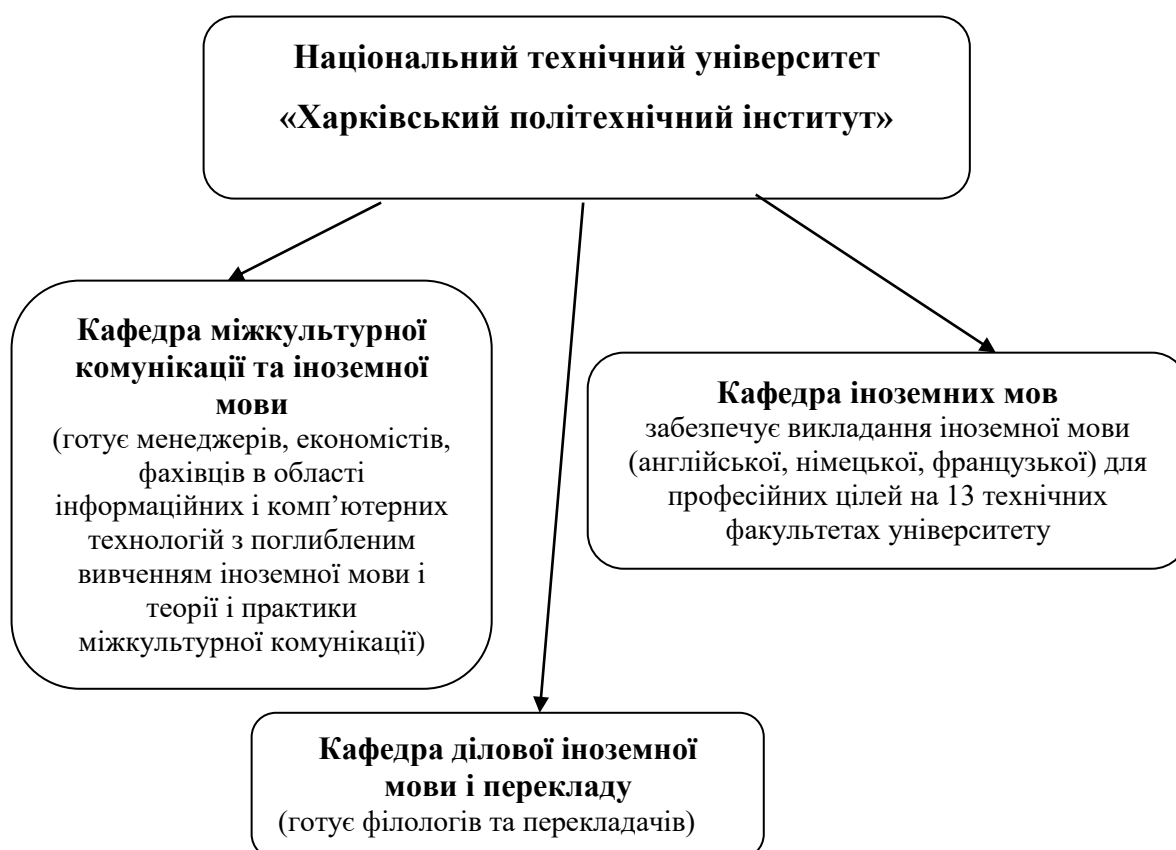 Національний технічний університет
«Харківський політехнічний інститут»
Кафедра міжкультурної
комунікації та іноземної
мови
(готує менеджерів, економістів,
фахівців в області
інформаційних і комп’ютерних
технологій з поглибленим
вивченням іноземної мови і
теорії і практики
міжкультурної комунікації)
Кафедра іноземних мов
забезпечує викладання іноземної мови
(англійської, німецької, французької) для
професійних цілей на 13 технічних
факультетах університету
Кафедра ділової іноземної
мови і перекладу
(готує філологів та перекладачів)